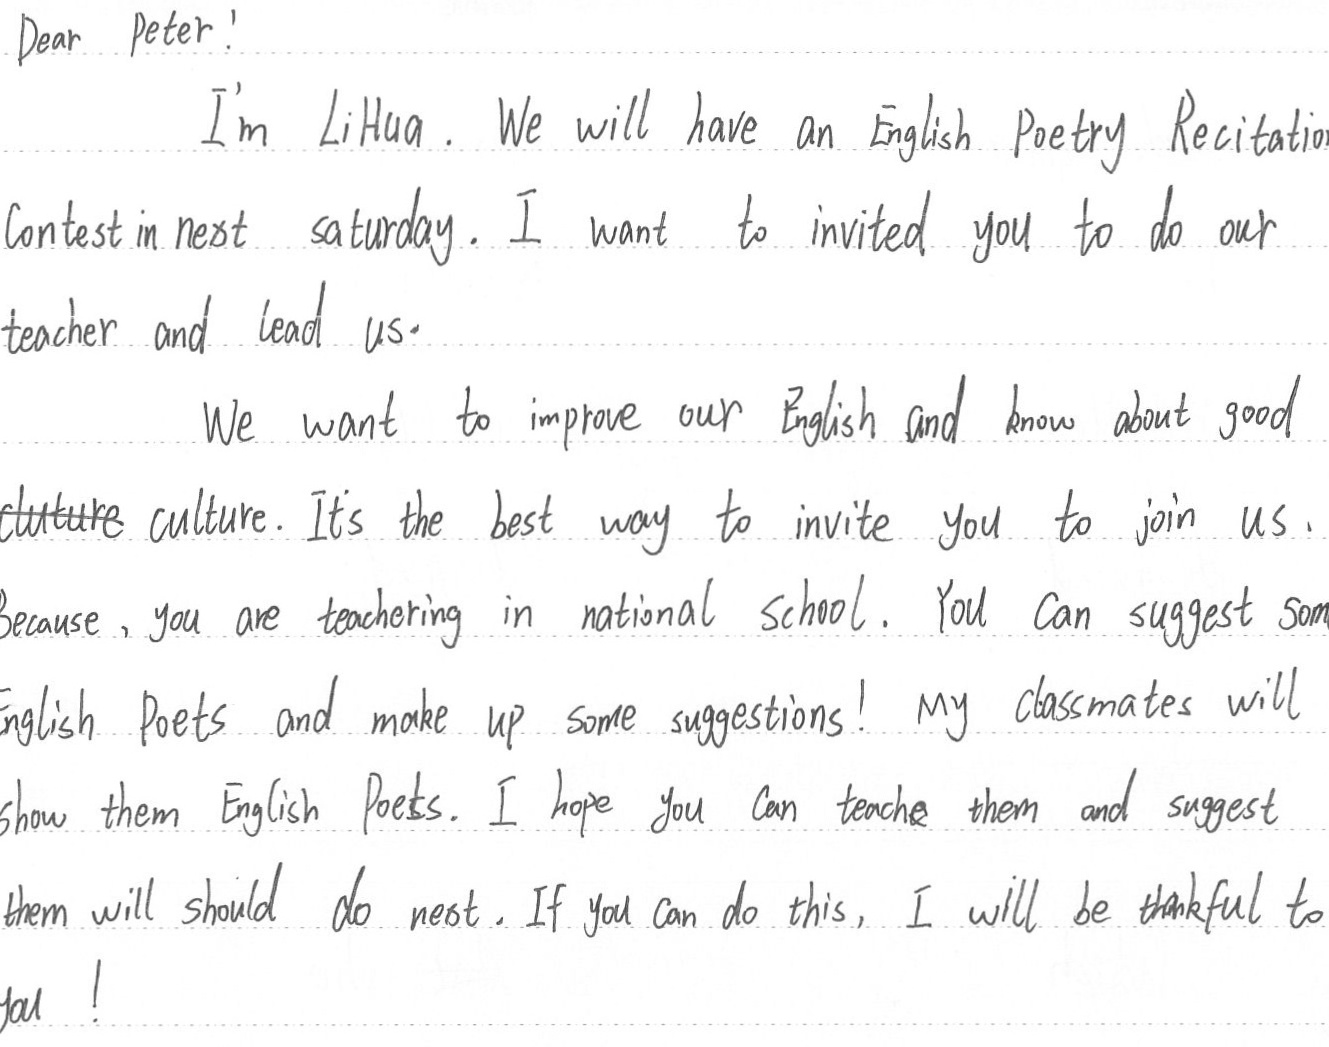 Dear Peter!
I'm LiHua. We will have an English Poetry Recitation
Contest in next saturday. I want to invited you to do our
teacher and lead us.
We want to improve our English and know about good
cluture culture. It's the best way to invite you to join us.
Because, you are teachering in national school. You can suggest som
English Poets and make up some suggestions! My classmates will
show them English Poets. I hope you can teache them and suggest
them will should do next. If you can do this, I will be thankful to
you!